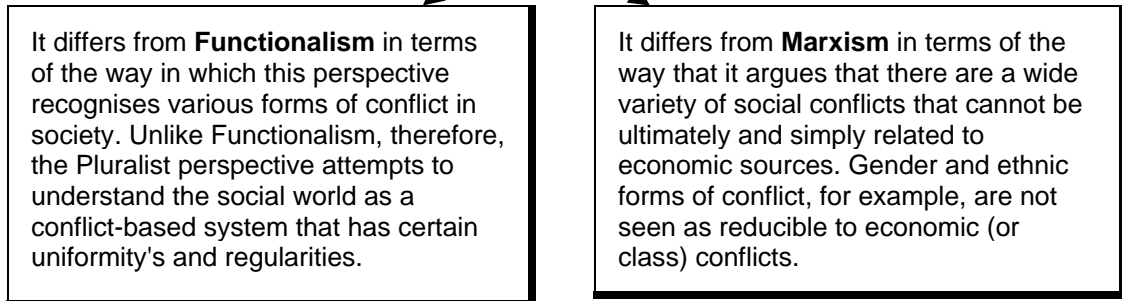 It differs from Functionalism in terms
of the way in which this perspective
recognises various forms of conflict in
society. Unlike Functionalism, therefore,
the Pluralist perspective attempts to
understand the social world as a
conflict-based system that has certain
uniformity's and regularities.
It differs from Marxism in terms of the
way that it argues that there are a wide
variety of social conflicts that cannot be
ultimately and simply related to
economic sources. Gender and ethnic
forms of conflict, for example, are not
seen as reducible to economic (or
class) conflicts.